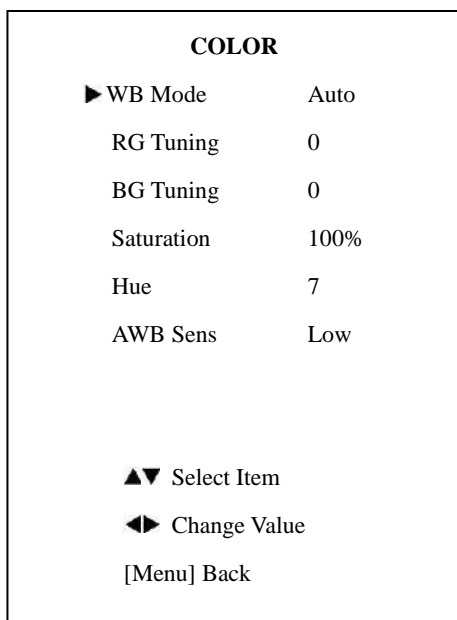 COLOR
▶WB Mode Auto
RG Tuning 0
BG Tuning 0
Saturation 100%
Hue 7
AWB Sens Low
▲▼ Select Item
◀▶ Change Value
[Menu] Back